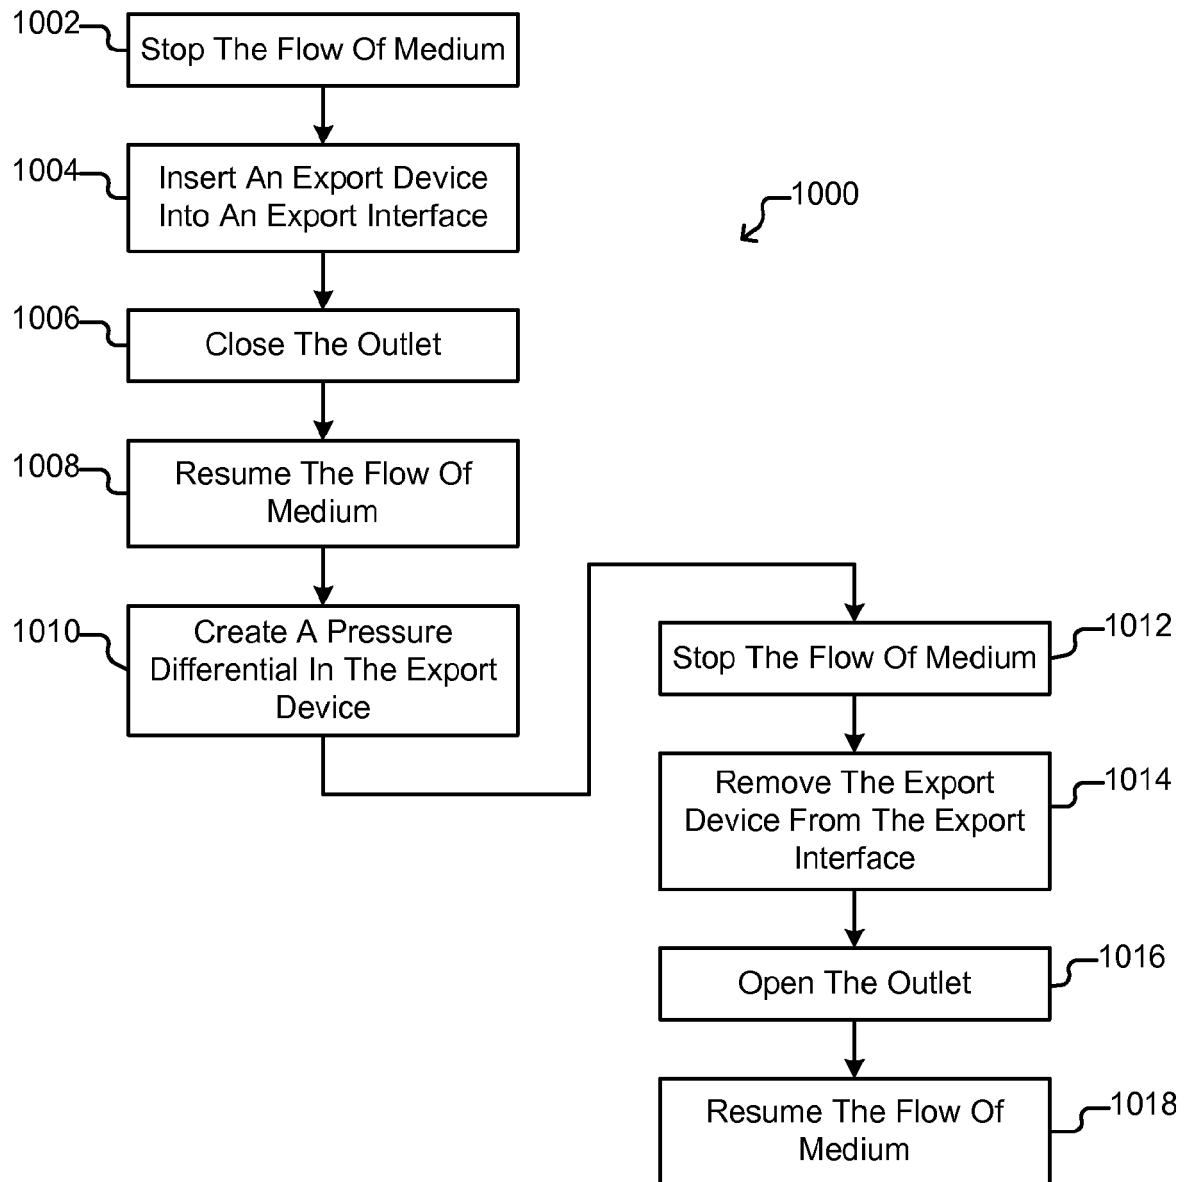 1002
Stop The Flow Of Medium
1004
Insert An Export Device
Into An Export Interface
1000
1006
Close The Outlet
1008
Resume The Flow Of
Medium
1010
Create A Pressure
Differential In The Export
Device
1012
Stop The Flow Of Medium
1014
Remove The Export
Device From The Export
Interface
1016
Open The Outlet
1018
Resume The Flow Of
Medium